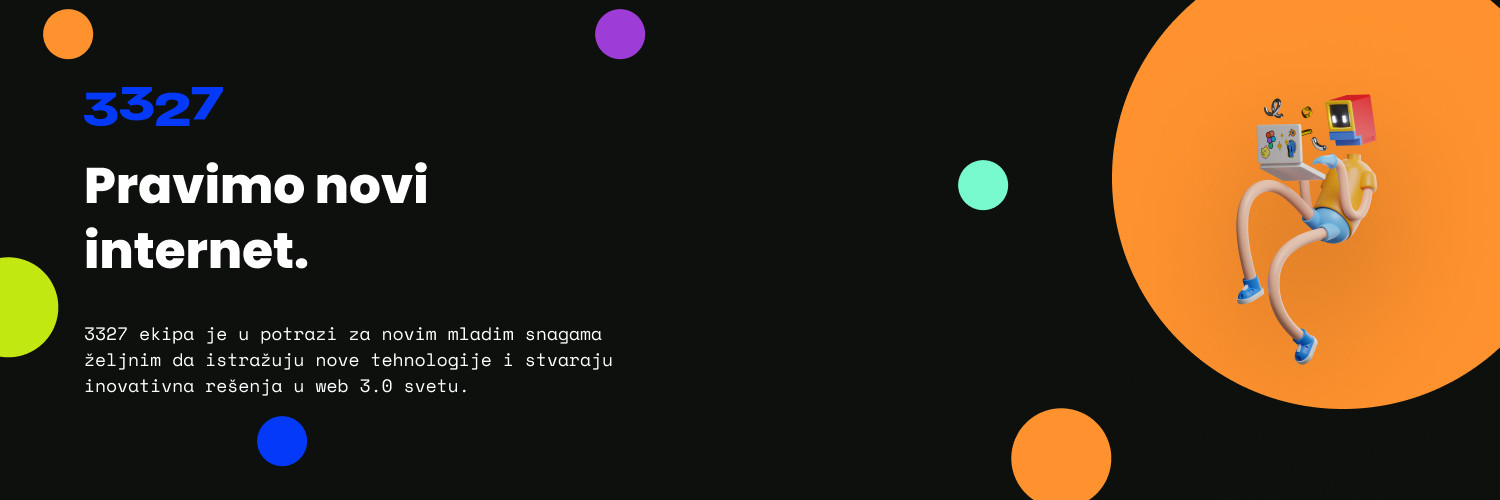 3327
Pravimo novi
internet.
3327 ekipa je u potrazi za novim mladim snagama
željnim da istražuju nove tehnologije i stvaraju
inovativna rešenja u web 3.0 svetu.